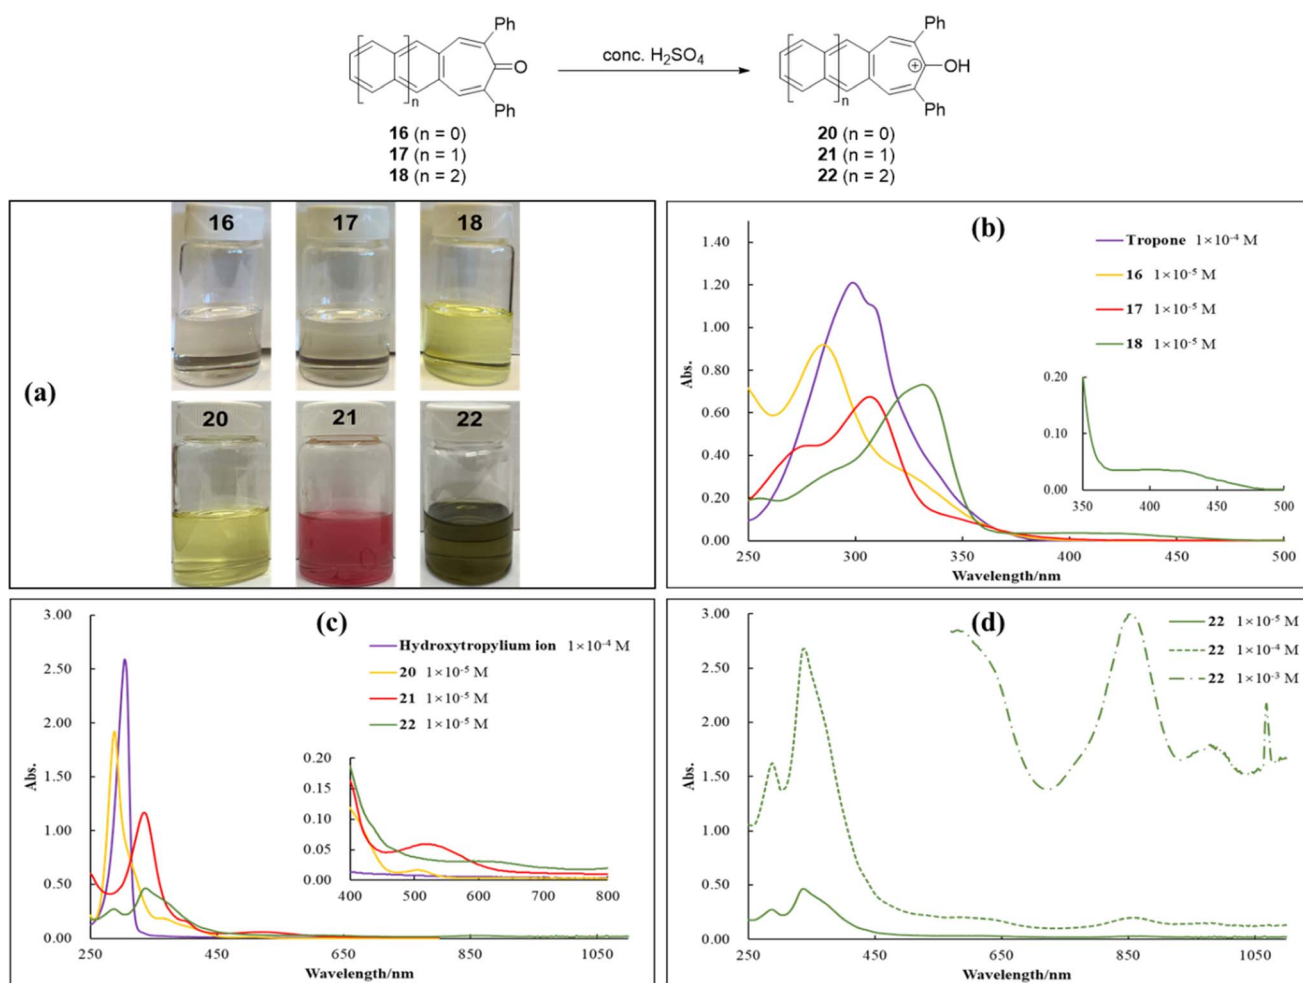 Ph
Ph
conc. H₂SO₄
O
OH
+
n
n
Ph
Ph
16 (n = 0)
20 (n = 0)
17 (n = 1)
21 (n = 1)
18 (n = 2)
22 (n = 2)
(a)
16
17
18
20
21
22
(b)
Tropone 1×10⁻⁴ M
16 1×10⁻⁵ M
17 1×10⁻⁵ M
18 1×10⁻⁵ M
Abs.
1.40
1.20
1.00
0.80
0.60
0.40
0.20
0.00
250 300 350 400 450 500
Wavelength/nm
0.20
0.10
0.00
350 400 450 500
(c)
Hydroxytropylium ion 1×10⁻⁴ M
20 1×10⁻⁵ M
21 1×10⁻⁵ M
22 1×10⁻⁵ M
Abs.
3.00
2.50
2.00
1.50
1.00
0.50
0.00
250 450 650 850 1050
Wavelength/nm
0.20
0.15
0.10
0.05
0.00
400 500 600 700 800
(d)
22 1×10⁻⁵ M
22 1×10⁻⁴ M
22 1×10⁻³ M
Abs.
3.00
2.50
2.00
1.50
1.00
0.50
0.00
250 450 650 850 1050
Wavelength/nm